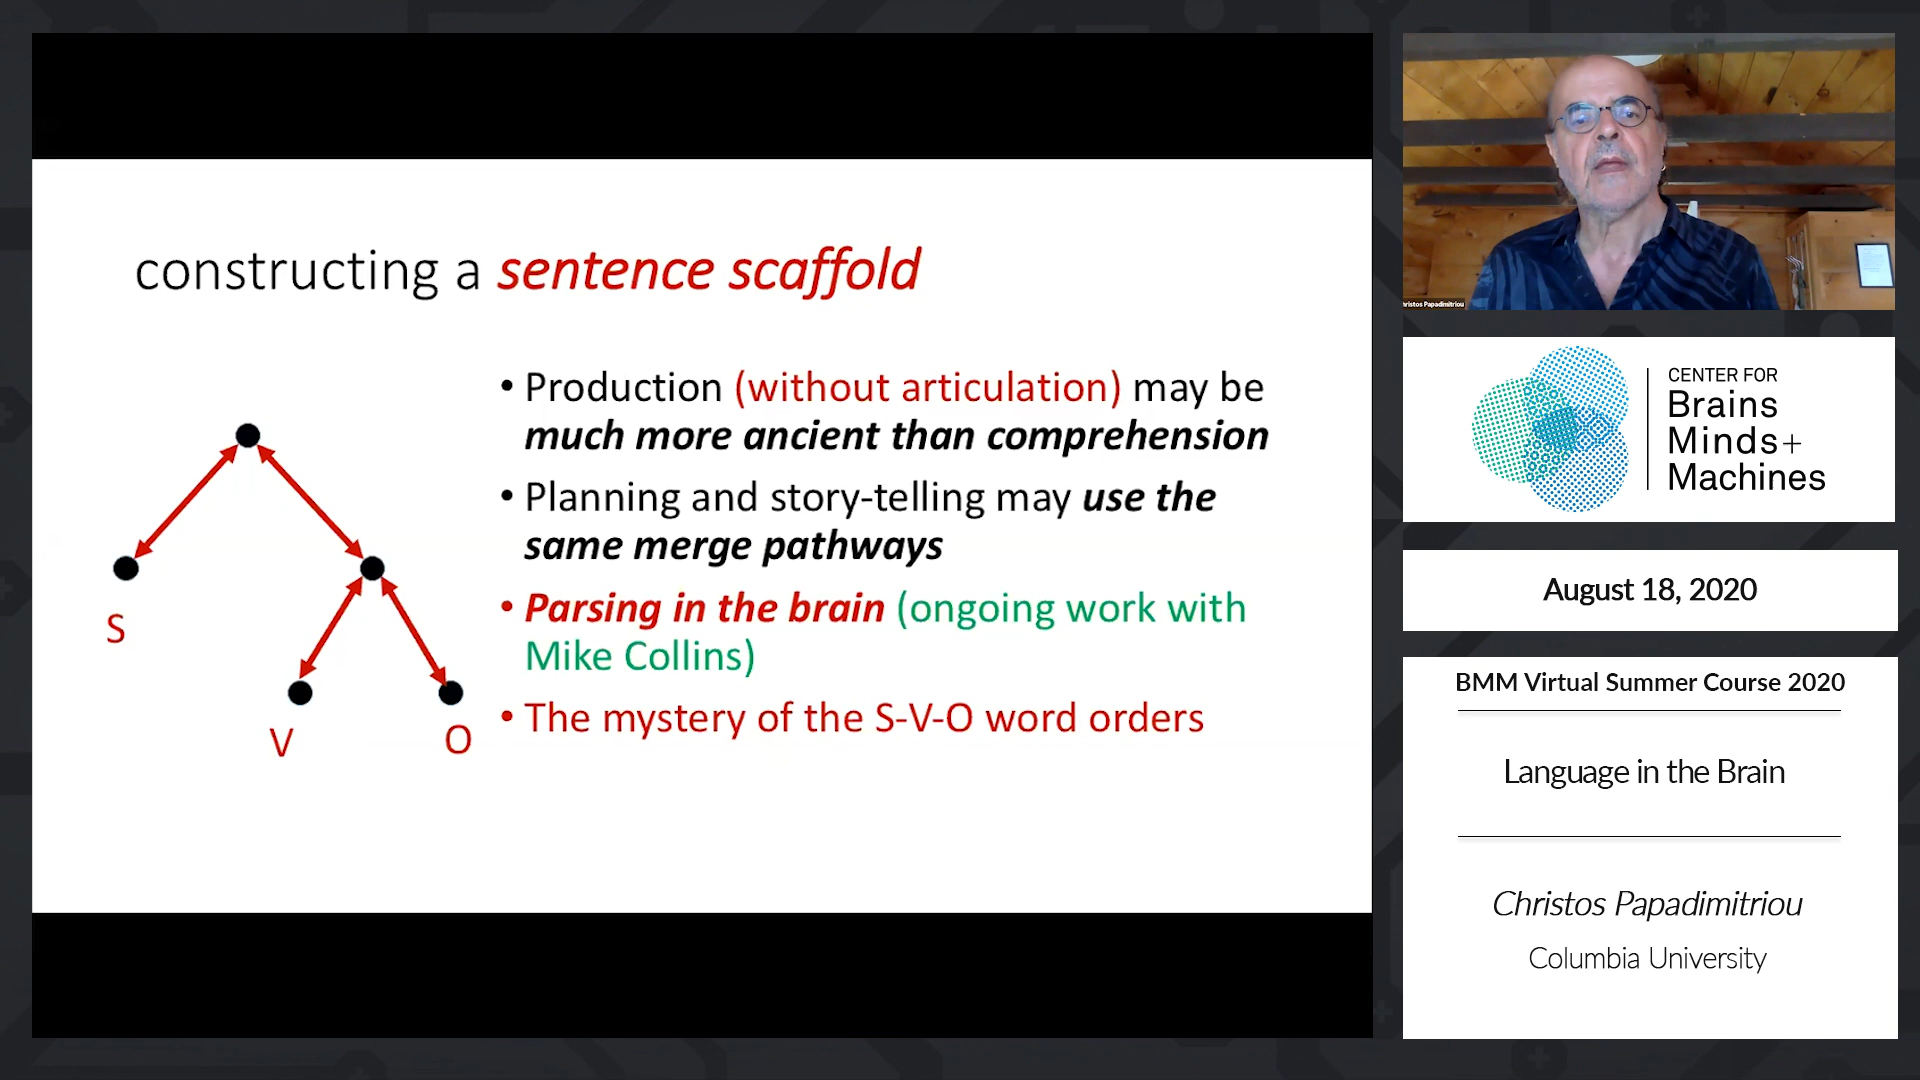 constructing a sentence scaffold
• Production (without articulation) may be
much more ancient than comprehension
• Planning and story-telling may use the
same merge pathways
• Parsing in the brain (ongoing work with
Mike Collins)
• The mystery of the S-V-O word orders
S
V
O
Christos Papadimitriou
CENTER FOR
Brains
Minds+
Machines
August 18, 2020
BMM Virtual Summer Course 2020
Language in the Brain
Christos Papadimitriou
Columbia University